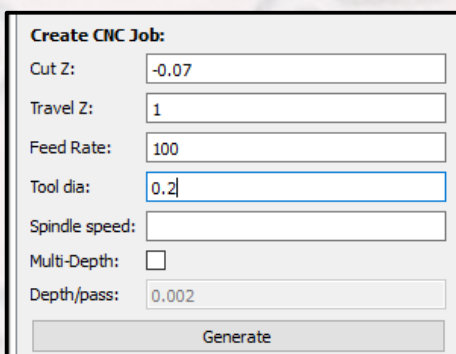 Create CNC Job:
Cut Z: -0.07
Travel Z: 1
Feed Rate: 100
Tool dia: 0.2
Spindle speed:
Multi-Depth:
Depth/pass: 0.002
Generate